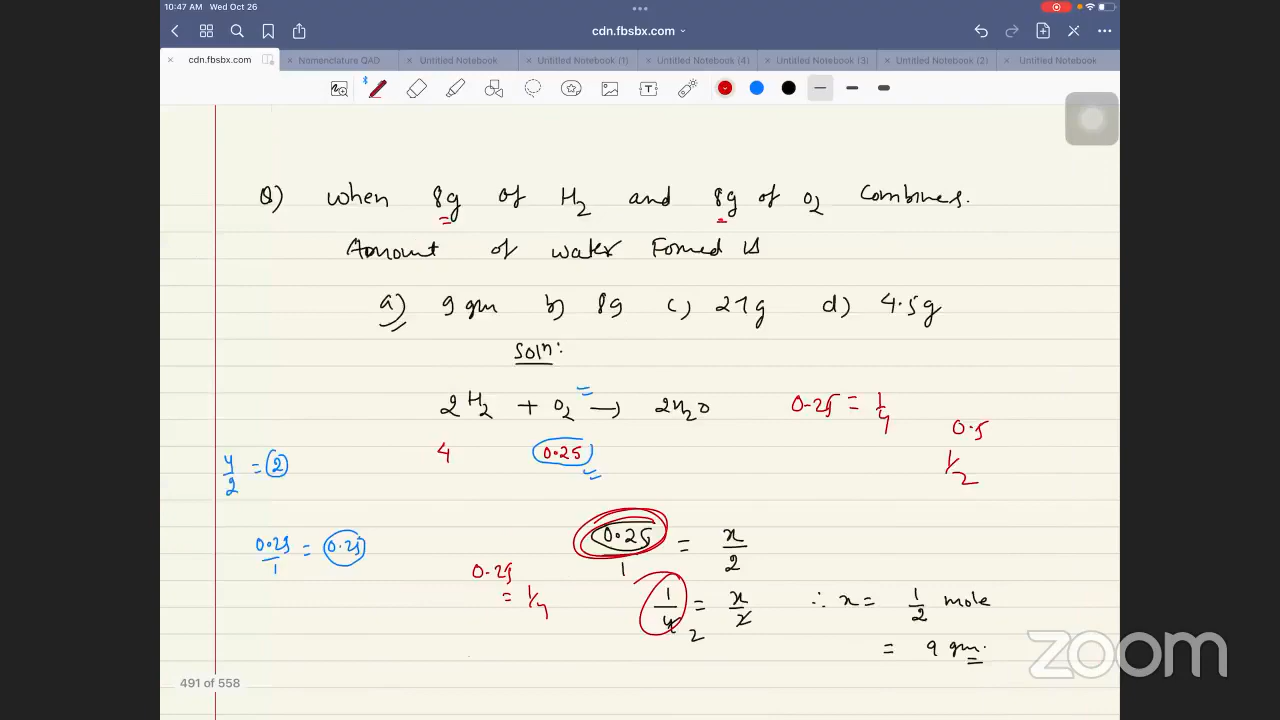 10:47 AM Wed Oct 26
cdn.fbsbx.com
cdn.fbsbx.com Nomenclature QAD Untitled Notebook Untitled Notebook (1) Untitled Notebook (4) Untitled Notebook (3) Untitled Notebook (2) Untitled Notebook
Q) when 8g of H2 and 8g of O2 Combines.
Amount of water Formed is
a) 9 gm b) 8g c) 27g d) 4.5g
Soln:
2H2 + O2 → 2H2O 0.25 = 1/4
0.5
4 0.25
1/2
4/2 = 2
0.25/1 = x/2
0.25/1 = 0.25
0.25 = 1/4
1/4 = x/2 ∴ x = 1/2 mole
2
= 9 gm.
zoom
491 of 558